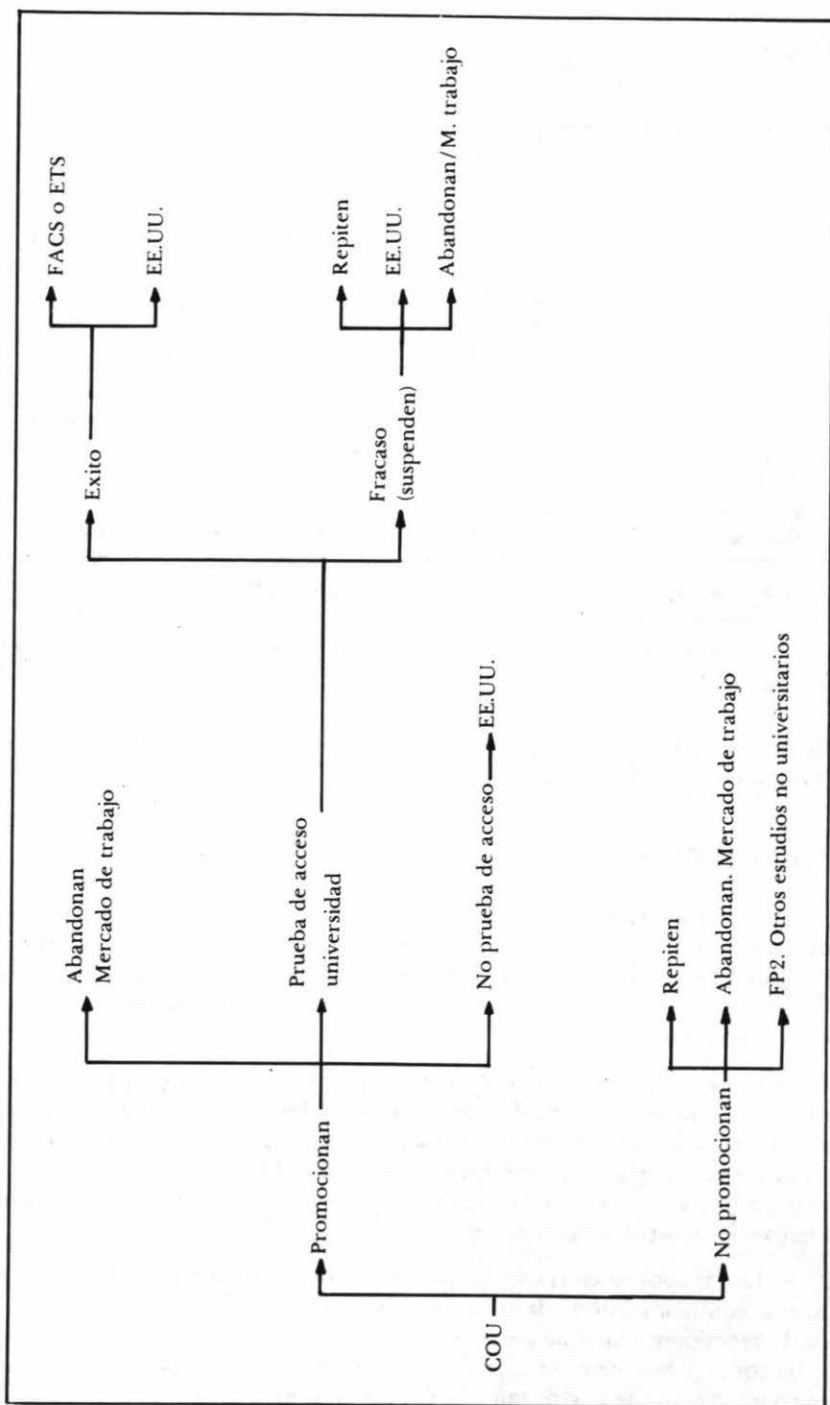 COU
Promocionan
Abandonan
Mercado de trabajo
Prueba de acceso
universidad
Exito
FACS o ETS
EE.UU.
Fracaso
(suspenden)
Repiten
EE.UU.
Abandonan/M. trabajo
No prueba de acceso
EE.UU.
No promocionan
Repiten
Abandonan. Mercado de trabajo
FP2. Otros estudios no universitarios